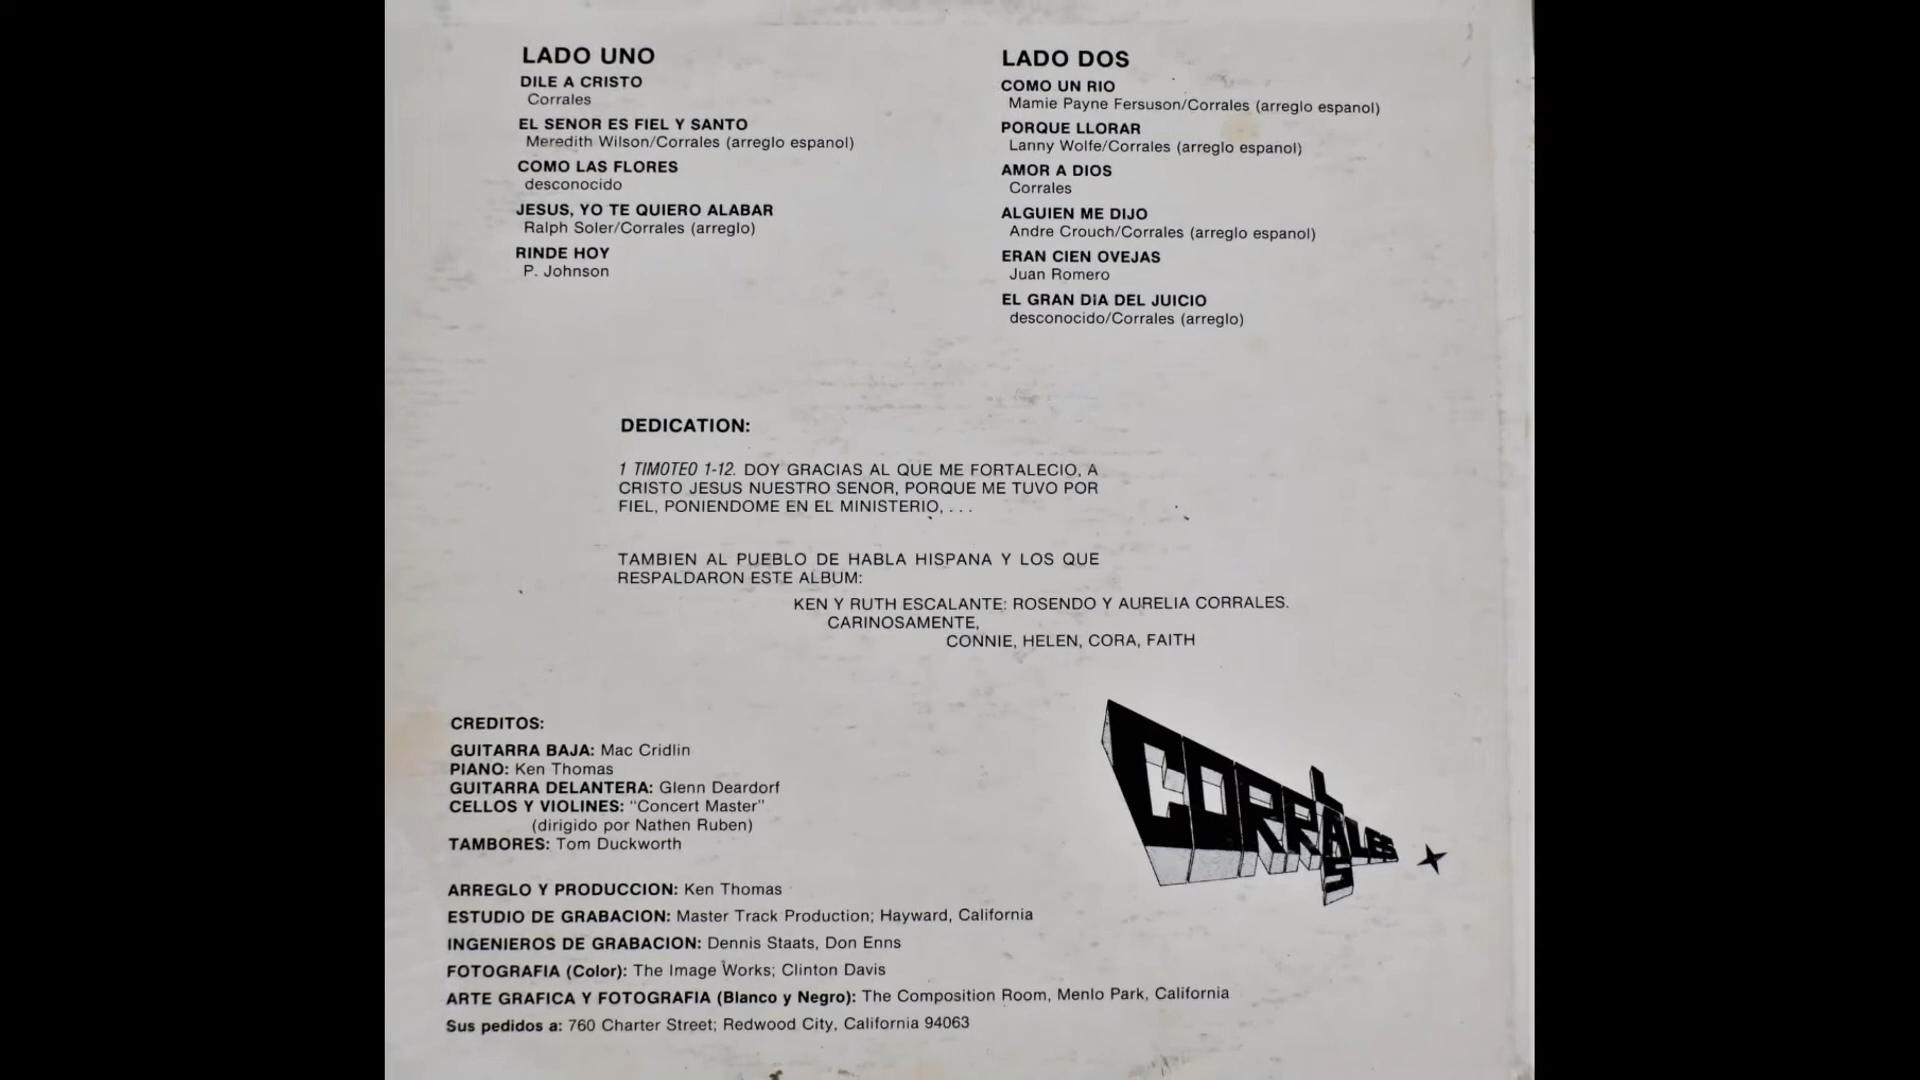 LADO UNO
DILE A CRISTO
Corrales
EL SENOR ES FIEL Y SANTO
Meredith Wilson/Corrales (arreglo espanol)
COMO LAS FLORES
desconocido
JESUS, YO TE QUIERO ALABAR
Ralph Soler/Corrales (arreglo)
RINDE HOY
P. Johnson
LADO DOS
COMO UN RIO
Mamie Payne Fersuson/Corrales (arreglo espanol)
PORQUE LLORAR
Lanny Wolfe/Corrales (arreglo espanol)
AMOR A DIOS
Corrales
ALGUIEN ME DIJO
Andre Crouch/Corrales (arreglo espanol)
ERAN CIEN OVEJAS
Juan Romero
EL GRAN DíA DEL JUICIO
desconocido/Corrales (arreglo)
DEDICATION:
1 TIMOTEO 1-12. DOY GRACIAS AL QUE ME FORTALECIO, A
CRISTO JESUS NUESTRO SENOR, PORQUE ME TUVO POR
FIEL, PONIENDOME EN EL MINISTERIO, . . .
TAMBIEN AL PUEBLO DE HABLA HISPANA Y LOS QUE
RESPALDARON ESTE ALBUM:
KEN Y RUTH ESCALANTE: ROSENDO Y AURELIA CORRALES.
CARINOSAMENTE,
CONNIE, HELEN, CORA, FAITH
CREDITOS:
GUITARRA BAJA: Mac Cridlin
PIANO: Ken Thomas
GUITARRA DELANTERA: Glenn Deardorf
CELLOS Y VIOLINES: "Concert Master"
(dirigido por Nathen Ruben)
TAMBORES: Tom Duckworth
ARREGLO Y PRODUCCION: Ken Thomas
ESTUDIO DE GRABACION: Master Track Production; Hayward, California
INGENIEROS DE GRABACION: Dennis Staats, Don Enns
FOTOGRAFIA (Color): The Image Works; Clinton Davis
ARTE GRAFICA Y FOTOGRAFIA (Blanco y Negro): The Composition Room, Menlo Park, California
Sus pedidos a: 760 Charter Street; Redwood City, California 94063
LAS
CORRALES